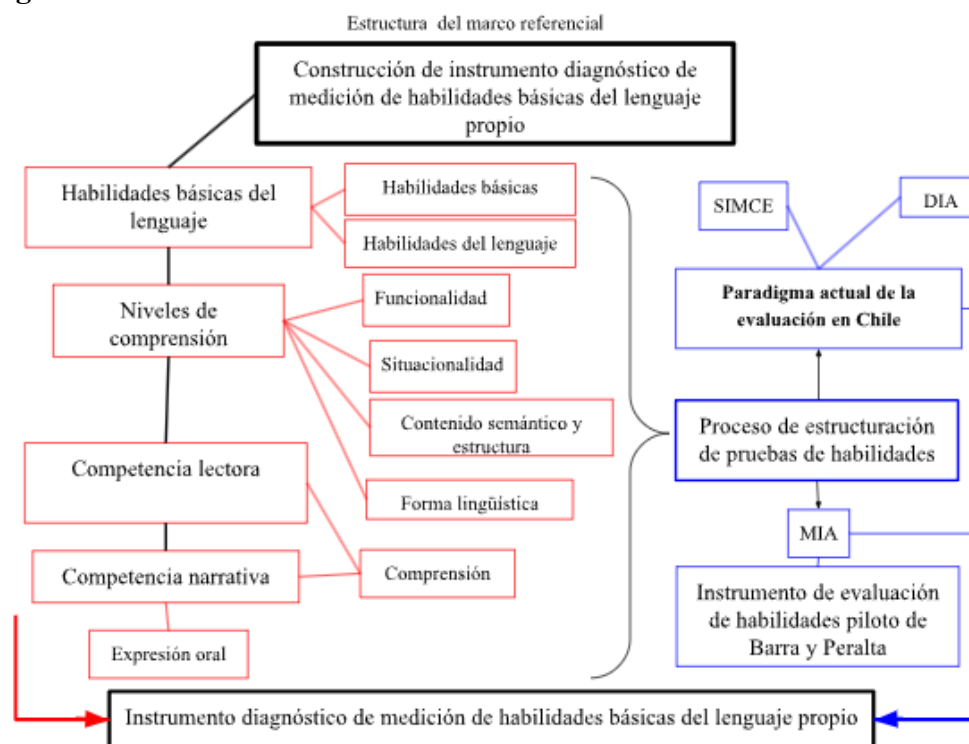 Estructura del marco referencial
Construcción de instrumento diagnóstico de
medición de habilidades básicas del lenguaje
propio
Habilidades básicas del
lenguaje
Habilidades básicas
Habilidades del lenguaje
Niveles de
comprensión
Funcionalidad
Situacionalidad
Contenido semántico y
estructura
Forma lingüística
Competencia lectora
Competencia narrativa
Comprensión
Expresión oral
SIMCE
DIA
Paradigma actual de la
evaluación en Chile
Proceso de estructuración
de pruebas de habilidades
MIA
Instrumento de evaluación
de habilidades piloto de
Barra y Peralta
Instrumento diagnóstico de medición de habilidades básicas del lenguaje propio